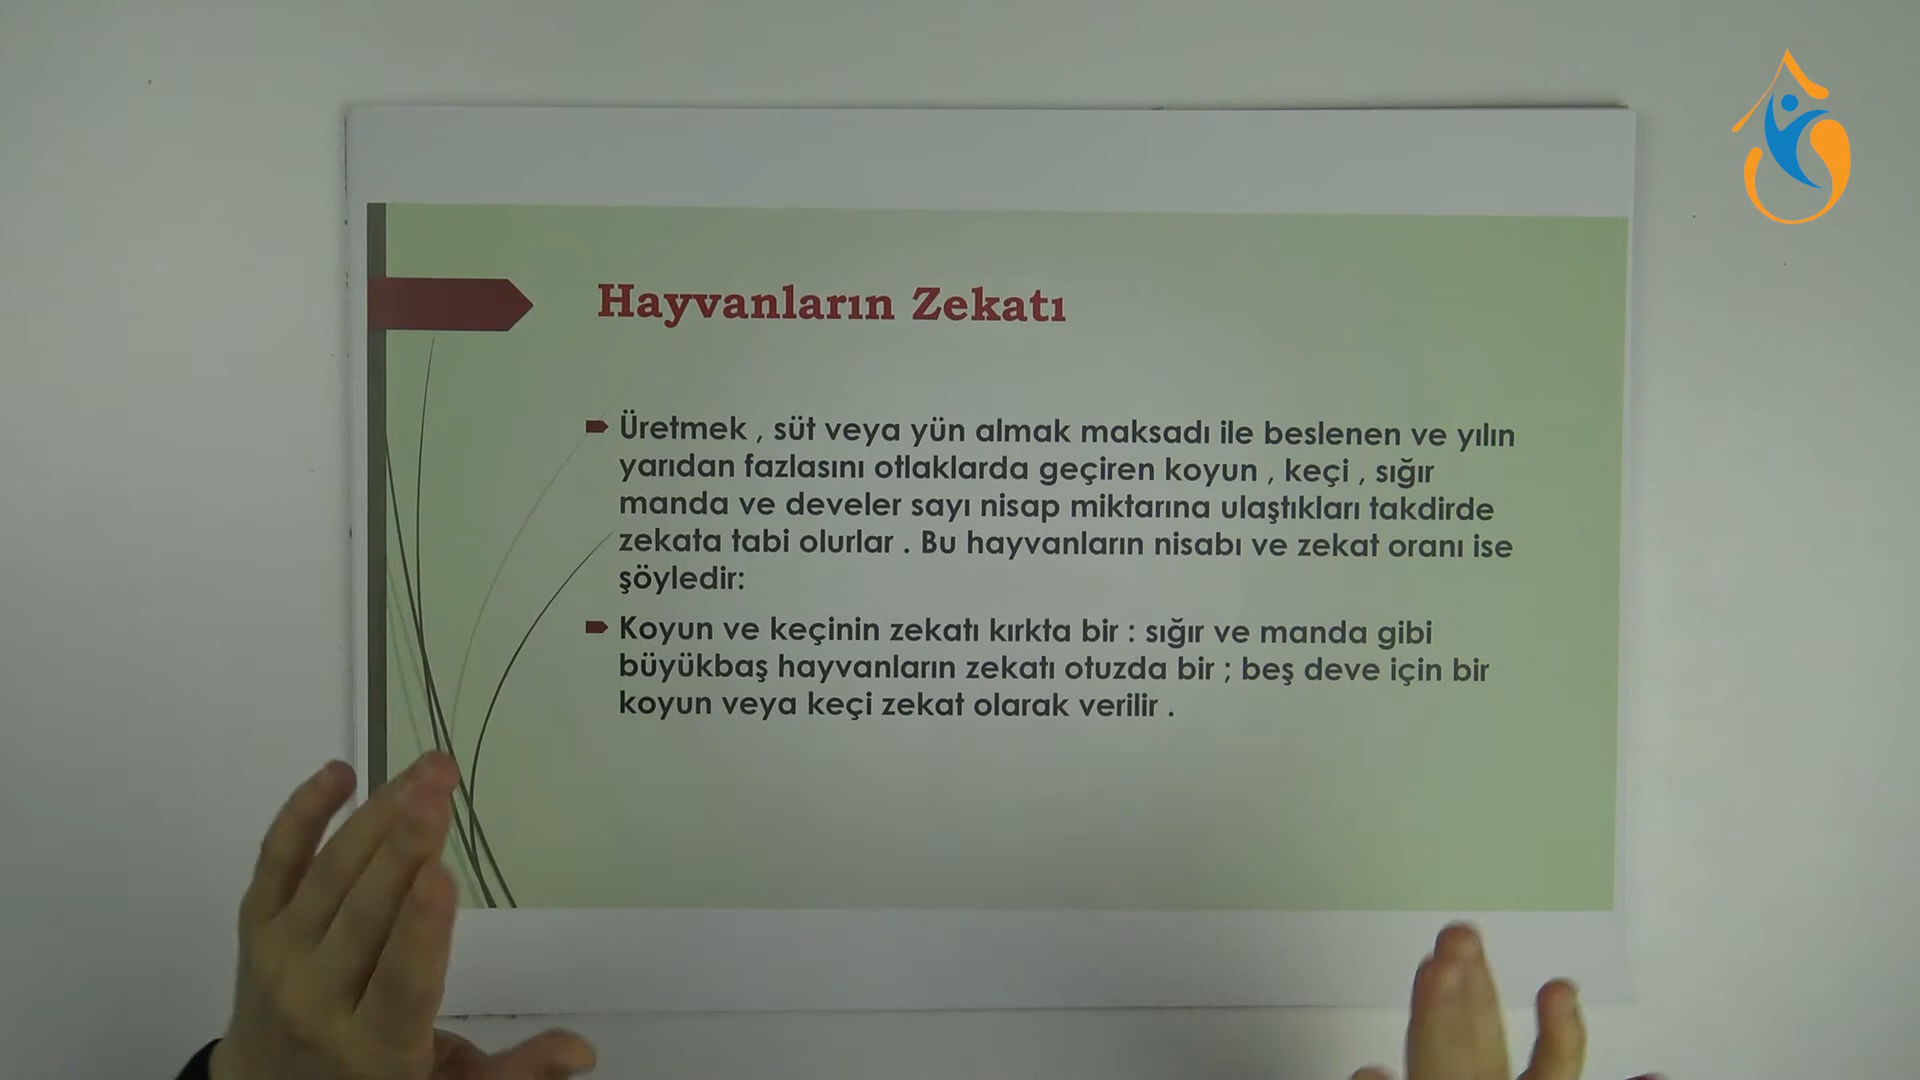 Hayvanların Zekatı
Üretmek , süt veya yün almak maksadı ile beslenen ve yılın
yarıdan fazlasını otlaklarda geçiren koyun , keçi , sığır
manda ve develer sayı nisap miktarına ulaştıkları takdirde
zekata tabi olurlar . Bu hayvanların nisabı ve zekat oranı ise
şöyledir:
Koyun ve keçinin zekatı kırkta bir : sığır ve manda gibi
büyükbaş hayvanların zekatı otuzda bir ; beş deve için bir
koyun veya keçi zekat olarak verilir .